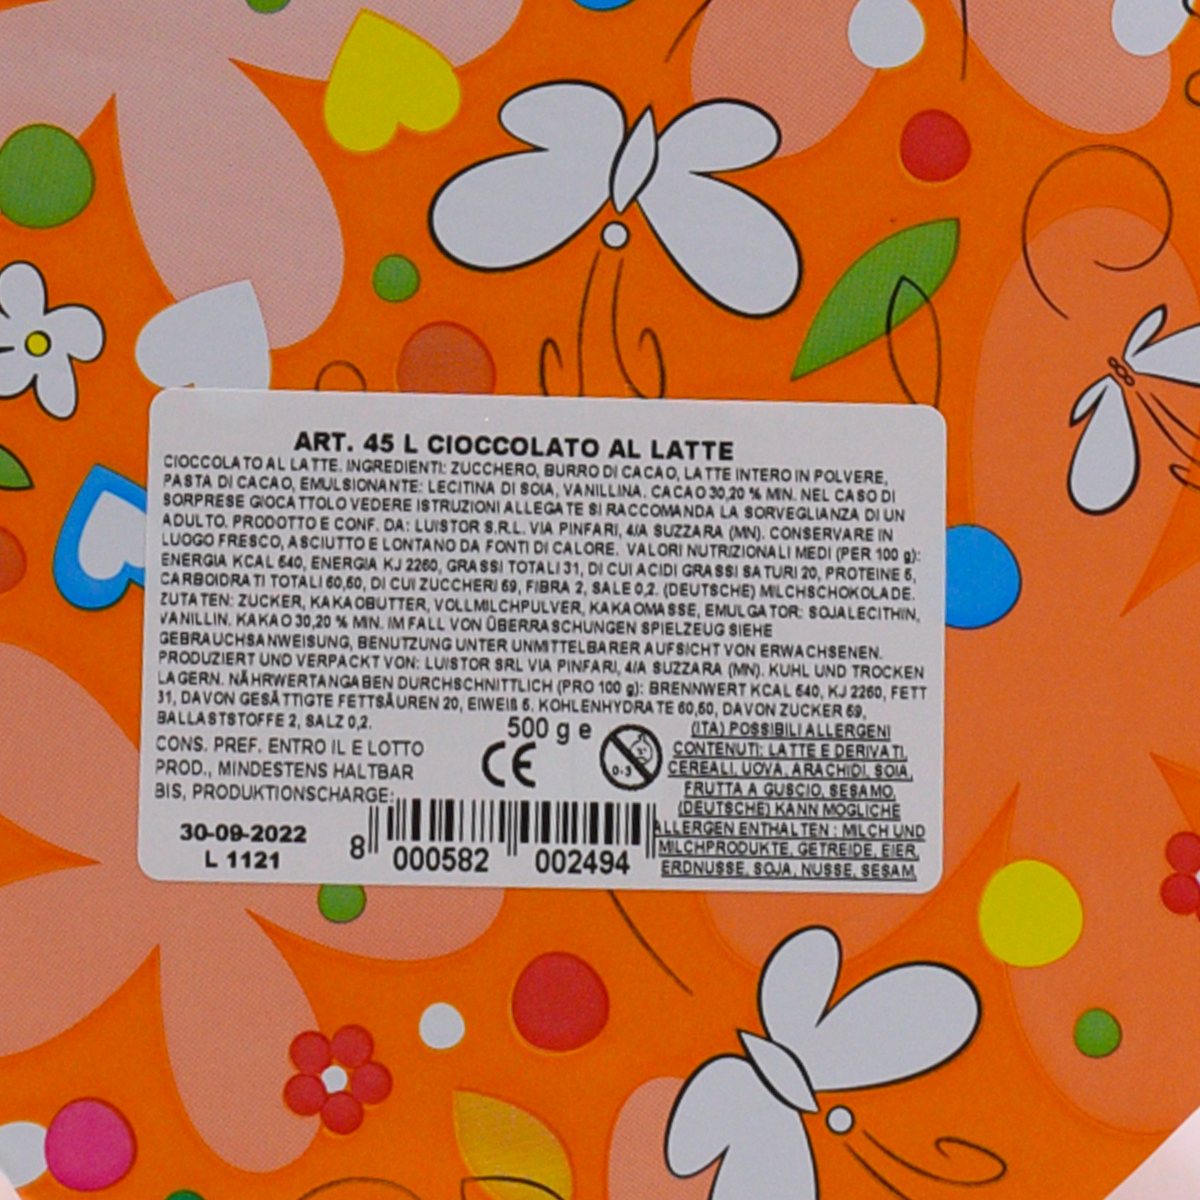 ART. 45 L CIOCCOLATO AL LATTE
CIOCCOLATO AL LATTE. INGREDIENTI: ZUCCHERO, BURRO DI CACAO, LATTE INTERO IN POLVERE,
PASTA DI CACAO, EMULSIONANTE: LECITINA DI SOIA, VANILLINA. CACAO 30,20 % MIN. NEL CASO DI
SORPRESE GIOCATTOLO VEDERE ISTRUZIONI ALLEGATE SI RACCOMANDA LA SORVEGLIANZA DI UN
ADULTO. PRODOTTO E CONF. DA: LUISTOR S.R.L. VIA PINFARI, 4/A SUZZARA (MN). CONSERVARE IN
LUOGO FRESCO, ASCIUTTO E LONTANO DA FONTI DI CALORE. VALORI NUTRIZIONALI MEDI (PER 100 g):
ENERGIA KCAL 540, ENERGIA KJ 2260, GRASSI TOTALI 31, DI CUI ACIDI GRASSI SATURI 20, PROTEINE 5,
CARBOIDRATI TOTALI 60,50, DI CUI ZUCCHERI 59, FIBRA 2, SALE 0,2. (DEUTSCHE) MILCHSCHOKOLADE.
ZUTATEN: ZUCKER, KAKAOBUTTER, VOLLMILCHPULVER, KAKAOMASSE, EMULGATOR: SOJALECITHIN,
VANILLIN. KAKAO 30,20 % MIN. IM FALL VON ÜBERRASCHUNGEN SPIELZEUG SIEHE
GEBRAUCHSANWEISUNG, BENUTZUNG UNTER UNMITTELBARER AUFSICHT VON ERWACHSENEN.
PRODUZIERT UND VERPACKT VON: LUISTOR SRL VIA PINFARI, 4/A SUZZARA (MN). KUHL UND TROCKEN
LAGERN. NÄHRWERTANGABEN DURCHSCHNITTLICH (PRO 100 g): BRENNWERT KCAL 540, KJ 2260, FETT
31, DAVON GESÄTTIGTE FETTSÄUREN 20, EIWEIß 5. KOHLENHYDRATE 60,50, DAVON ZUCKER 59,
BALLASTSTOFFE 2, SALZ 0,2.
500 g e
CONS. PREF. ENTRO IL E LOTTO
PROD., MINDESTENS HALTBAR
BIS, PRODUKTIONSCHARGE:
CE
0-3
(ITA) POSSIBILI ALLERGENI
CONTENUTI: LATTE E DERIVATI,
CEREALI, UOVA, ARACHIDI, SOIA,
FRUTTA A GUSCIO, SESAMO.
(DEUTSCHE) KANN MOGLICHE
ALLERGEN ENTHALTEN : MILCH UND
MILCHPRODUKTE, GETREIDE, EIER,
ERDNUSSE, SOJA, NUSSE, SESAM.
30-09-2022
L 1121
8 000582 002494